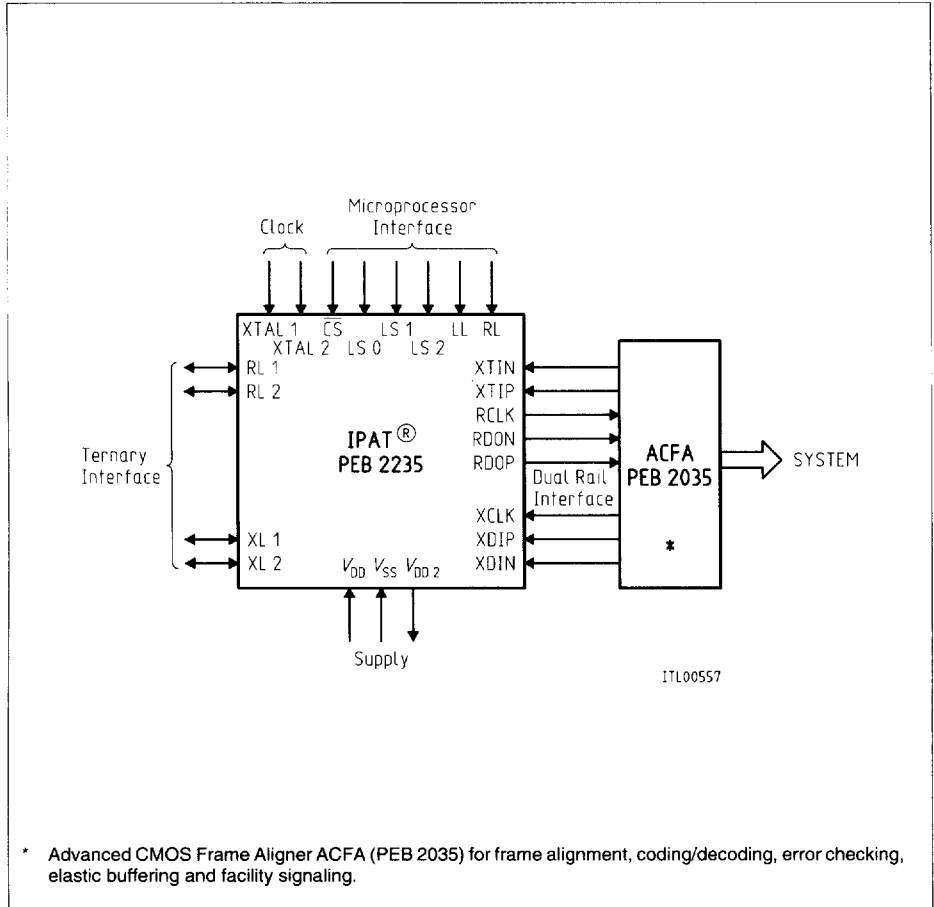 Microprocessor
Clock Interface
XTAL 1 C̅S̅ LS 1 LL RL
XTAL 2 LS 0 LS 2
RL 1
RL 2
Ternary
Interface
XL 1
XL 2
IPAT®
PEB 2235
XTIN
XTIP
RCLK
RDON
RDOP
Dual Rail
Interface
XCLK
XDIP
XDIN
VDD VSS VDD 2
Supply
ACFA
PEB 2035
*
SYSTEM
ITL00557
* Advanced CMOS Frame Aligner ACFA (PEB 2035) for frame alignment, coding/decoding, error checking,
elastic buffering and facility signaling.